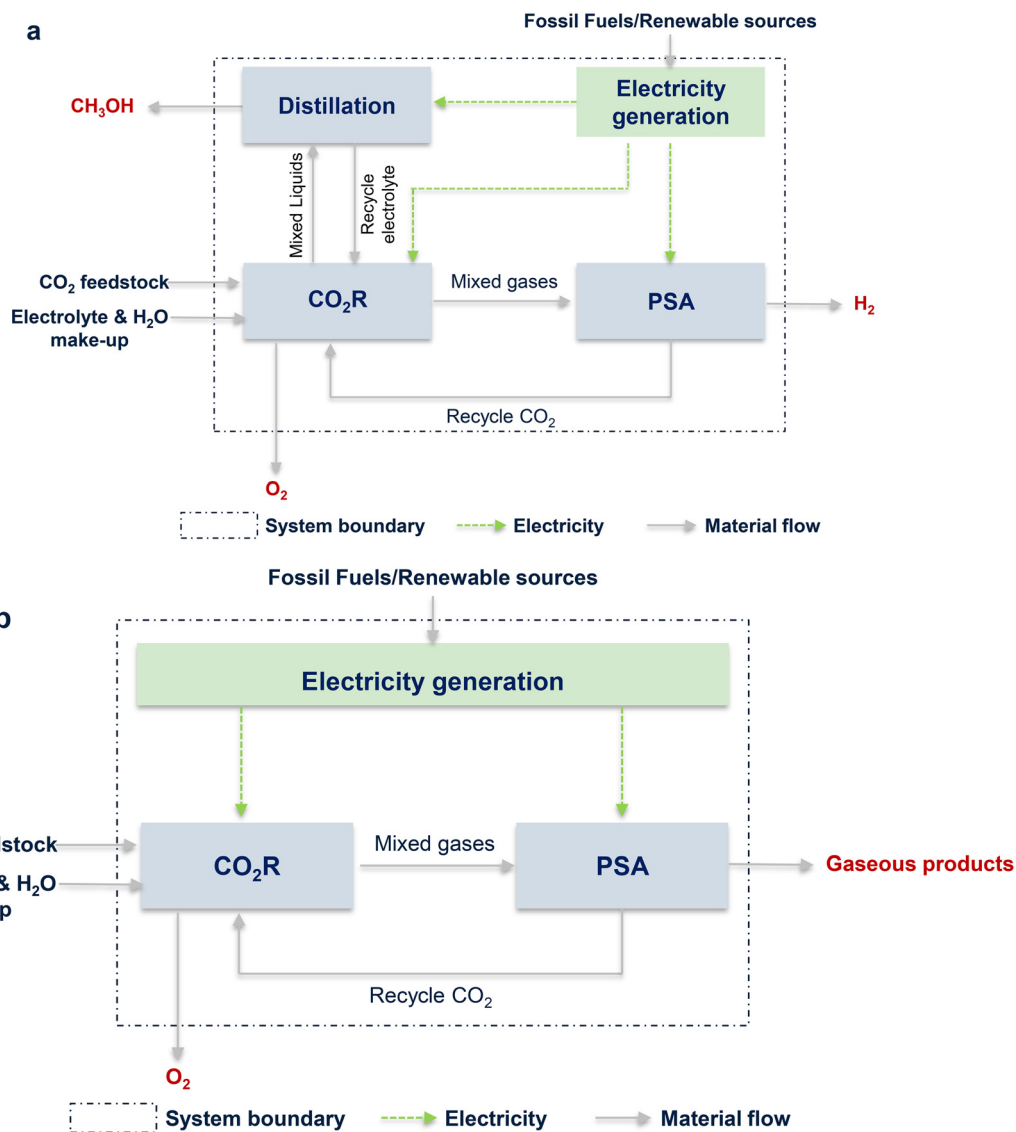 a
Fossil Fuels/Renewable sources
Electricity
generation
Distillation
CH₃OH
Mixed Liquids
Recycle
electrolyte
CO₂ feedstock
Electrolyte & H₂O
make-up
CO₂R
Mixed gases
PSA
H₂
Recycle CO₂
O₂
System boundary
Electricity
Material flow
Fossil Fuels/Renewable sources
Electricity generation
& H₂O
CO₂R
Mixed gases
PSA
Gaseous products
Recycle CO₂
O₂
System boundary
Electricity
Material flow